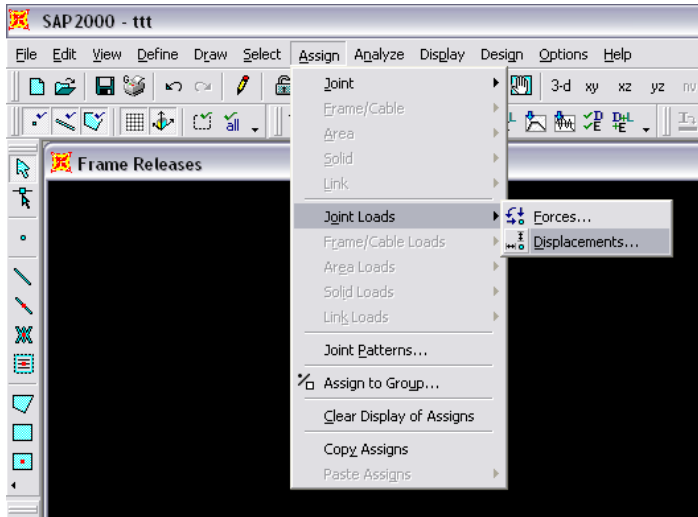 SAP2000 - ttt
File Edit View Define Draw Select Assign Analyze Display Design Options Help
3-d xy xz yz nv
all
Frame Releases
Joint
Frame/Cable
Area
Solid
Link
Joint Loads
Frame/Cable Loads
Area Loads
Solid Loads
Link Loads
Joint Patterns...
Assign to Group...
Clear Display of Assigns
Copy Assigns
Paste Assigns
Forces...
Displacements...